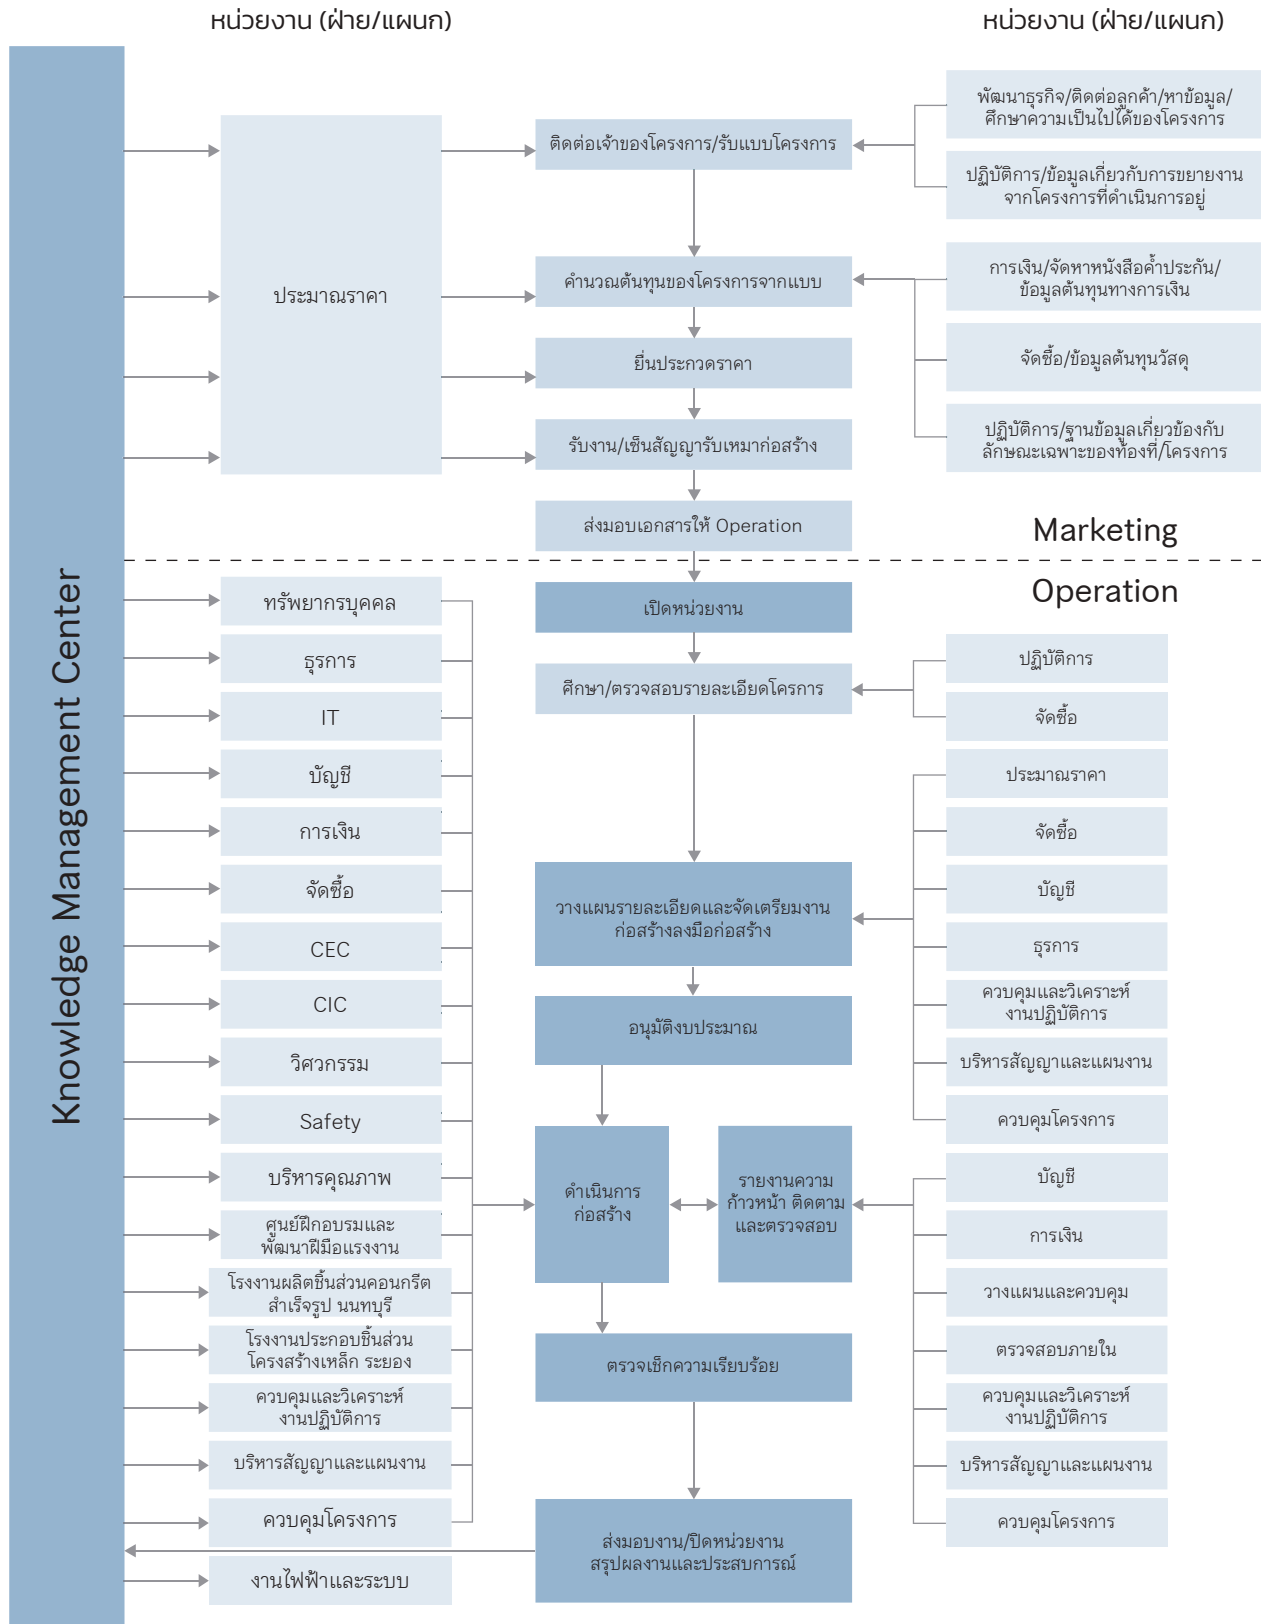 หน่วยงาน (ฝ่าย/แผนก)
หน่วยงาน (ฝ่าย/แผนก)
Knowledge Management Center
ประมาณราคา
ติดต่อเจ้าของโครงการ/รับแบบโครงการ
คำนวณต้นทุนของโครงการจากแบบ
ยื่นประกวดราคา
รับงาน/เซ็นสัญญารับเหมาก่อสร้าง
ส่งมอบเอกสารให้ Operation
พัฒนาธุรกิจ/ติดต่อลูกค้า/หาข้อมูล/
ศึกษาความเป็นไปได้ของโครงการ
ปฏิบัติการ/ข้อมูลเกี่ยวกับการขยายงาน
จากโครงการที่ดำเนินการอยู่
การเงิน/จัดหาหนังสือค้ำประกัน/
ข้อมูลต้นทุนทางการเงิน
จัดซื้อ/ข้อมูลต้นทุนวัสดุ
ปฏิบัติการ/ฐานข้อมูลเกี่ยวข้องกับ
ลักษณะเฉพาะของท้องที่/โครงการ
Marketing
Operation
ทรัพยากรบุคคล
ธุรการ
IT
บัญชี
การเงิน
จัดซื้อ
CEC
CIC
วิศวกรรม
Safety
บริหารคุณภาพ
ศูนย์ฝึกอบรมและ
พัฒนาฝีมือแรงงาน
โรงงานผลิตชิ้นส่วนคอนกรีต
สำเร็จรูป นนทบุรี
โรงงานประกอบชิ้นส่วน
โครงสร้างเหล็ก ระยอง
ควบคุมและวิเคราะห์
งานปฏิบัติการ
บริหารสัญญาและแผนงาน
ควบคุมโครงการ
งานไฟฟ้าและระบบ
เปิดหน่วยงาน
ศึกษา/ตรวจสอบรายละเอียดโครการ
วางแผนรายละเอียดและจัดเตรียมงาน
ก่อสร้างลงมือก่อสร้าง
อนุมัติงบประมาณ
ดำเนินการ
ก่อสร้าง
รายงานความ
ก้าวหน้า ติดตาม
และตรวจสอบ
ตรวจเช็กความเรียบร้อย
ส่งมอบงาน/ปิดหน่วยงาน
สรุปผลงานและประสบการณ์
ปฏิบัติการ
จัดซื้อ
ประมาณราคา
จัดซื้อ
บัญชี
ธุรการ
ควบคุมและวิเคราะห์
งานปฏิบัติการ
บริหารสัญญาและแผนงาน
ควบคุมโครงการ
บัญชี
การเงิน
วางแผนและควบคุม
ตรวจสอบภายใน
ควบคุมและวิเคราะห์
งานปฏิบัติการ
บริหารสัญญาและแผนงาน
ควบคุมโครงการ